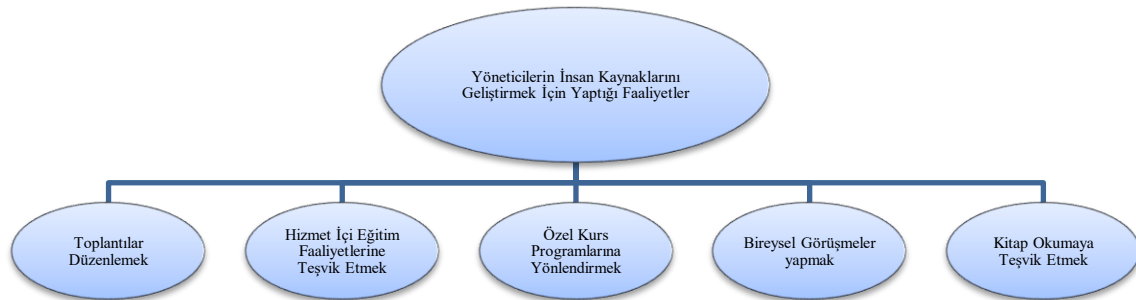 Yöneticilerin İnsan Kaynaklarını
Geliştirmek İçin Yaptığı Faaliyetler
Toplantılar
Düzenlemek
Hizmet İçi Eğitim
Faaliyetlerine
Teşvik Etmek
Özel Kurs
Programlarına
Yönlendirmek
Bireysel Görüşmeler
yapmak
Kitap Okumaya
Teşvik Etmek